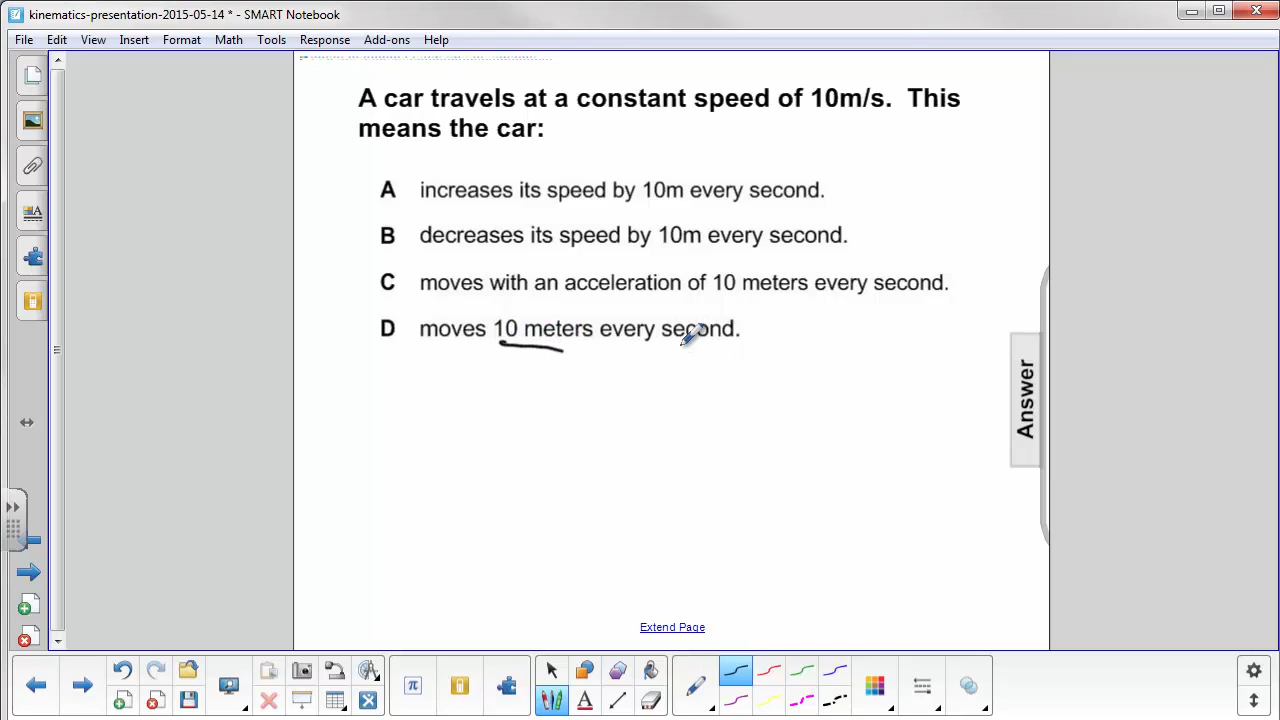 kinematics-presentation-2015-05-14 * - SMART Notebook
File Edit View Insert Format Math Tools Response Add-ons Help
A car travels at a constant speed of 10m/s. This
means the car:
A increases its speed by 10m every second.
B decreases its speed by 10m every second.
C moves with an acceleration of 10 meters every second.
D moves 10 meters every second.
Answer
Extend Page